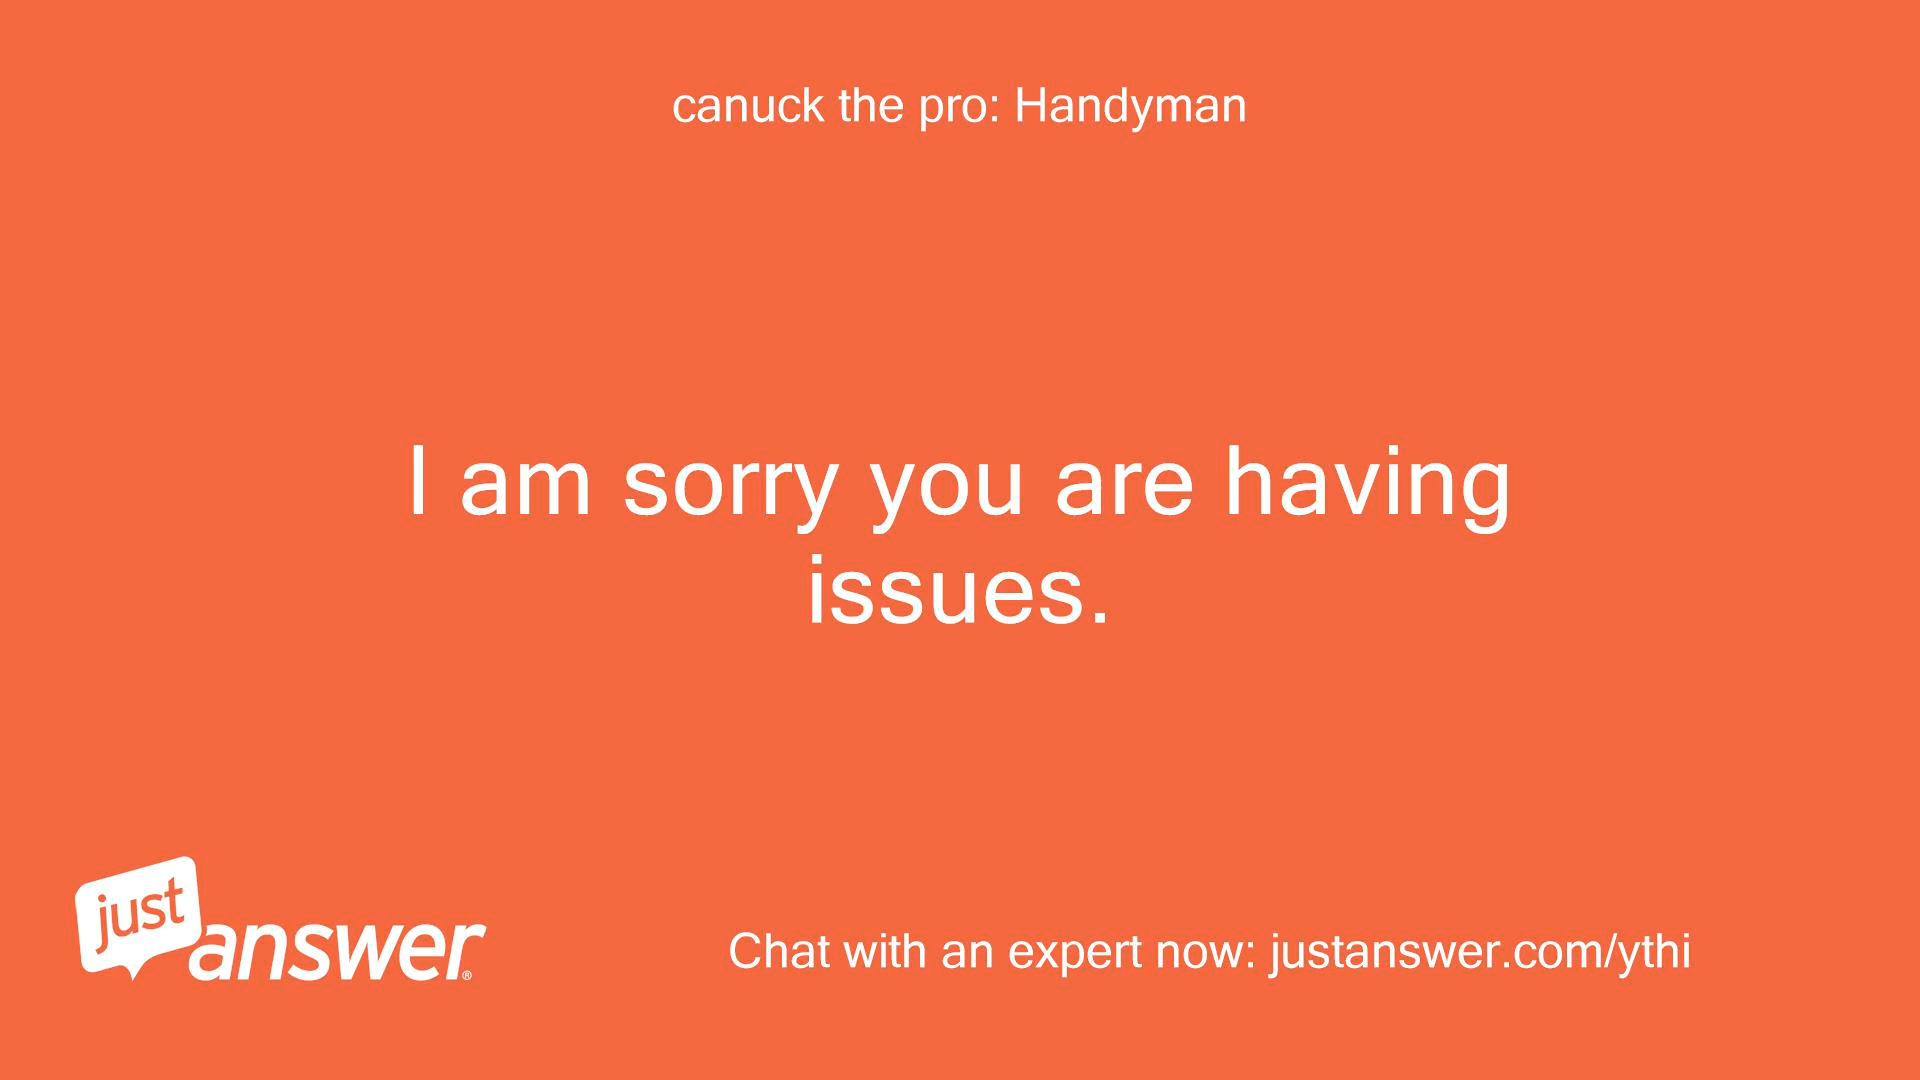 canuck the pro: Handyman
I am sorry you are having
issues.
just
answer®
Chat with an expert now: justanswer.com/ythi